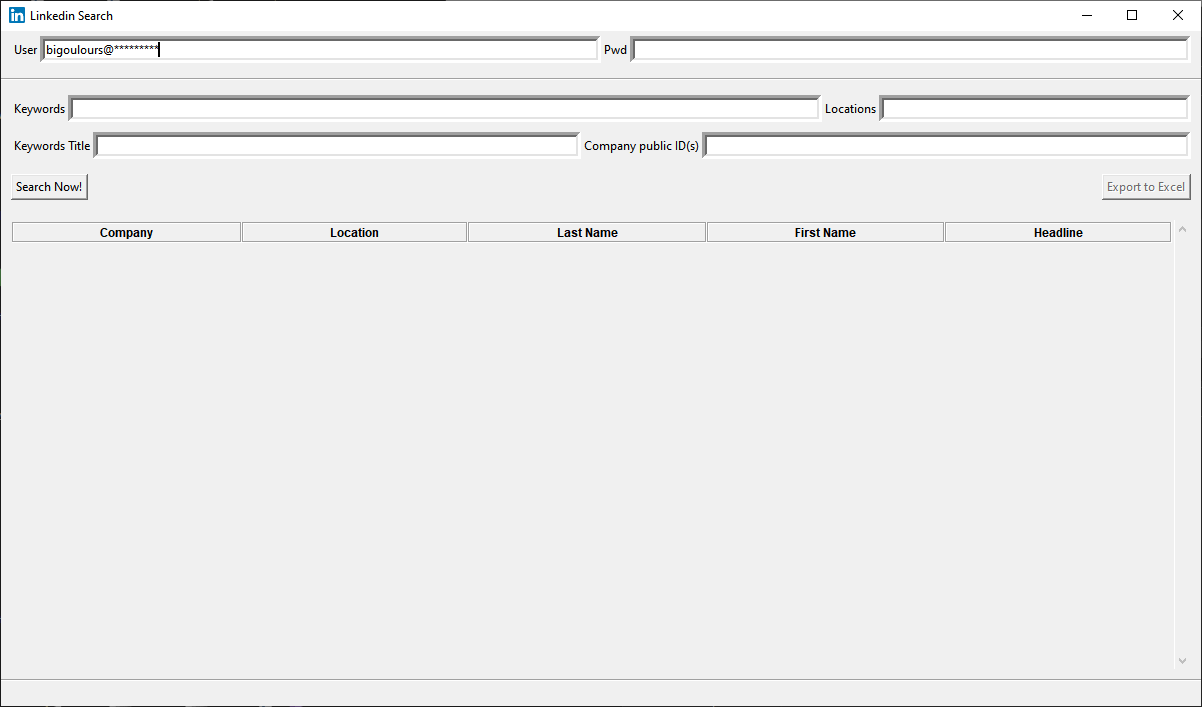 in Linkedin Search
User bigoulours@********* Pwd
Keywords Locations
Keywords Title Company public ID(s)
Search Now! Export to Excel
Company Location Last Name First Name Headline